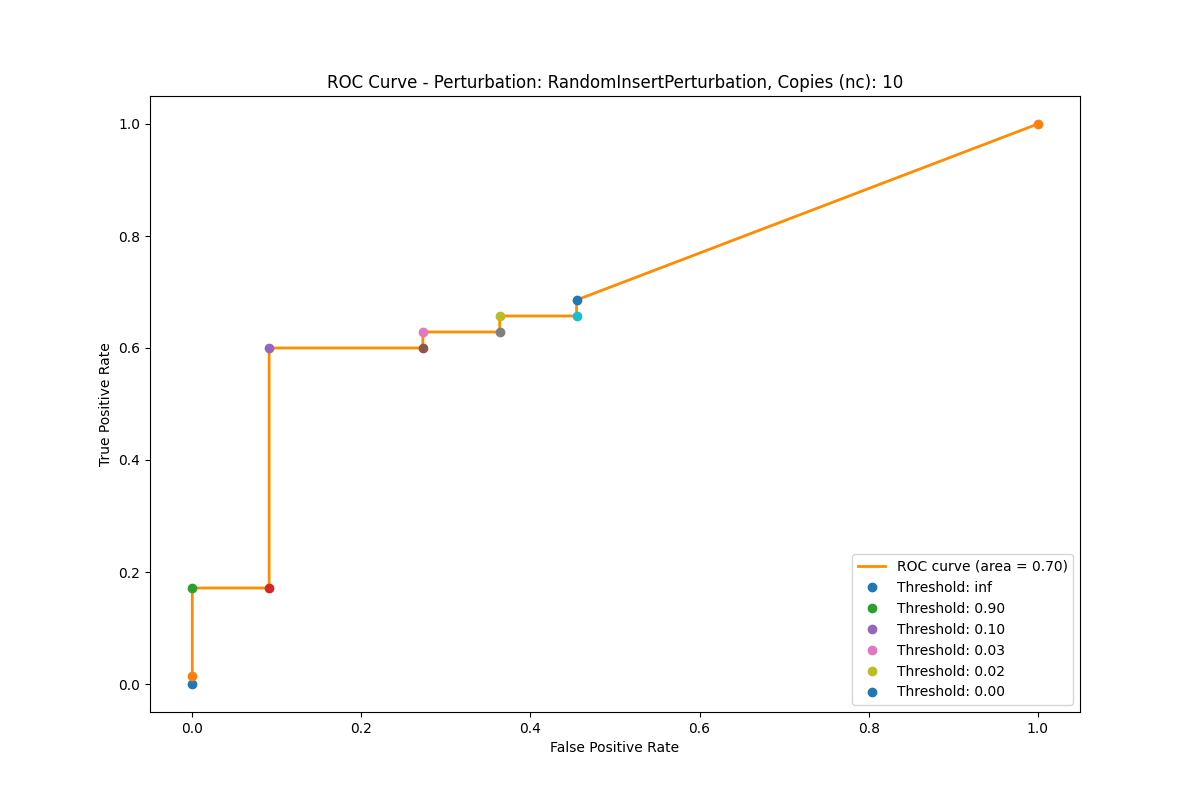 ROC Curve - Perturbation: RandomInsertPerturbation, Copies (nc): 10
True Positive Rate
1.0
0.8
0.6
0.4
0.2
0.0
0.0 0.2 0.4 0.6 0.8 1.0
False Positive Rate
ROC curve (area = 0.70)
Threshold: inf
Threshold: 0.90
Threshold: 0.10
Threshold: 0.03
Threshold: 0.02
Threshold: 0.00